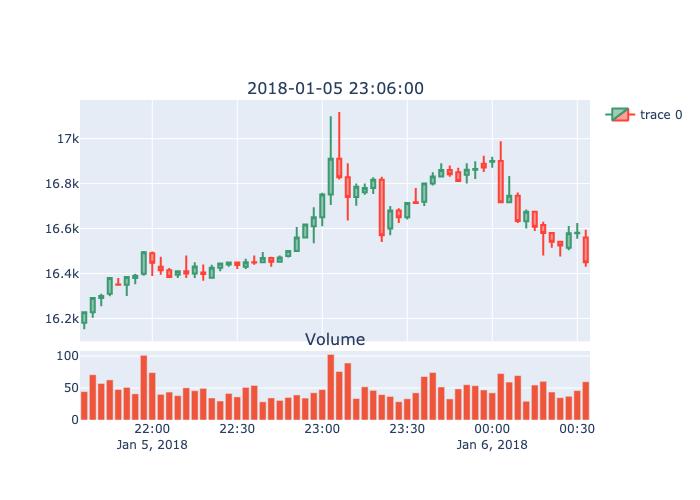 2018-01-05 23:06:00
trace 0
17k
16.8k
16.6k
16.4k
16.2k
Volume
100
50
0
22:00 22:30 23:00 23:30 00:00 00:30
Jan 5, 2018 Jan 6, 2018